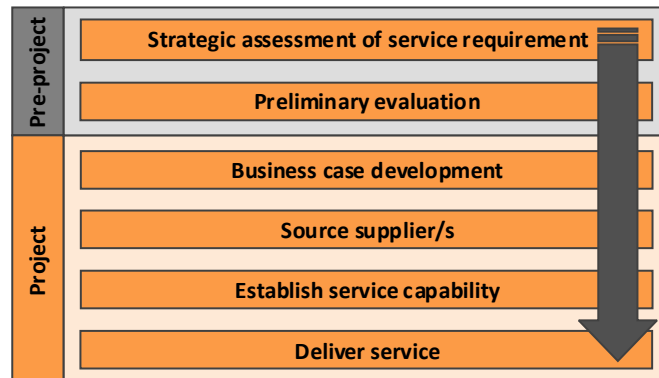 Pre-project
Strategic assessment of service requirement
Preliminary evaluation
Project
Business case development
Source supplier/s
Establish service capability
Deliver service